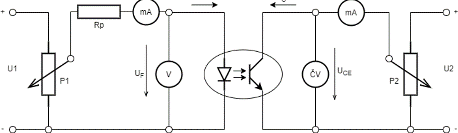 +
Rp
mA
mA
+
U1
P1
UF
V
ČV
UCE
P2
U2
-
-